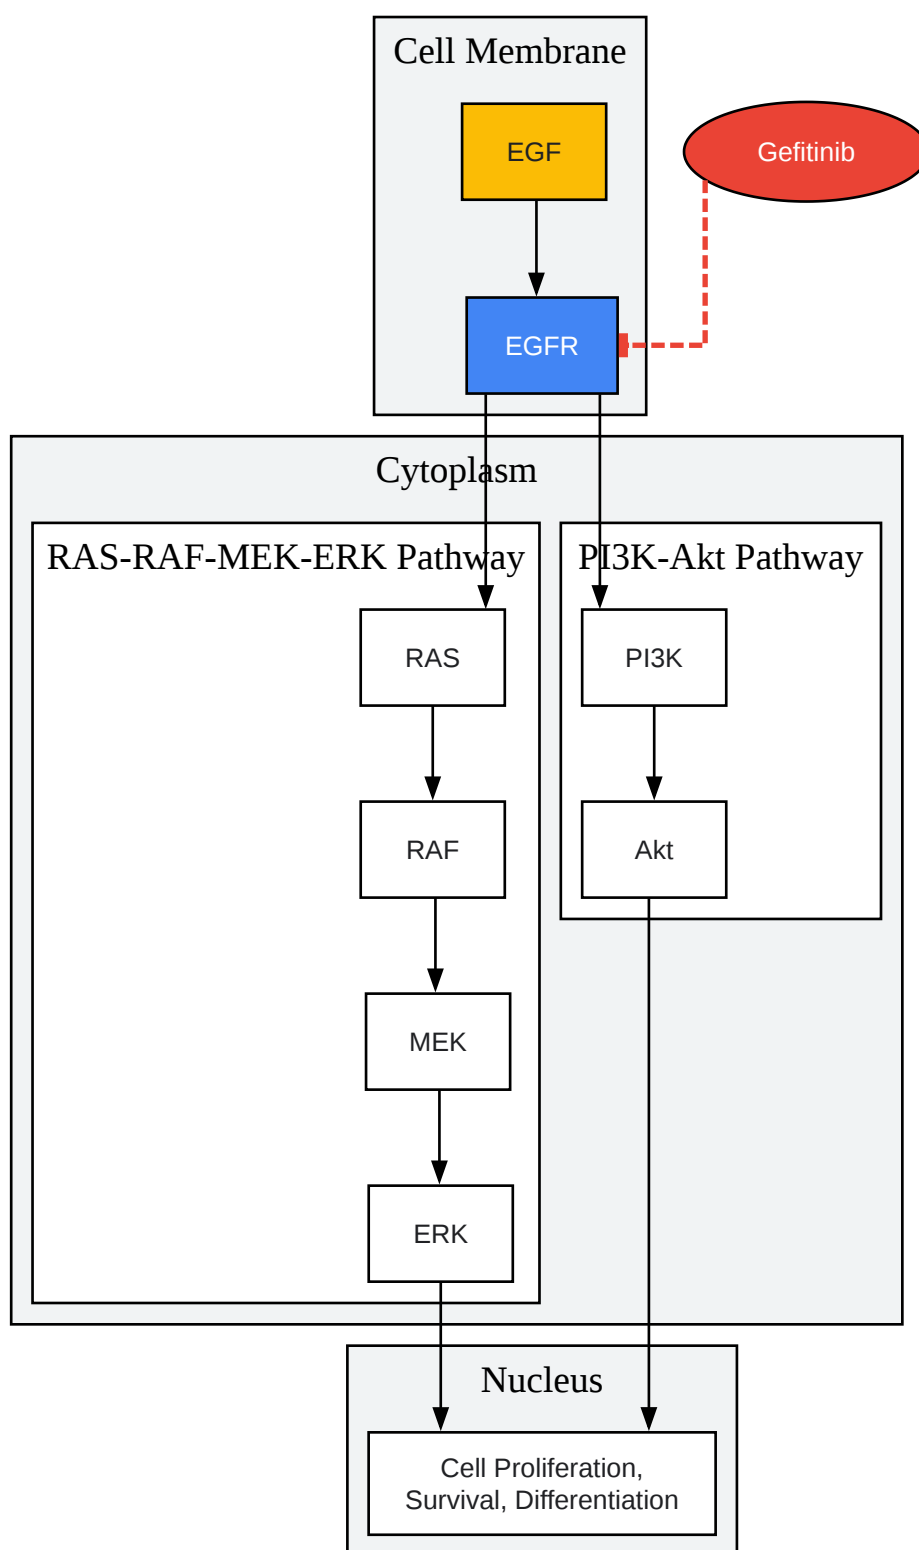 Cell Membrane
EGF
Gefitinib
EGFR
Cytoplasm
RAS-RAF-MEK-ERK Pathway
PI3K-Akt Pathway
RAS
PI3K
RAF
Akt
MEK
ERK
Nucleus
Cell Proliferation,
Survival, Differentiation